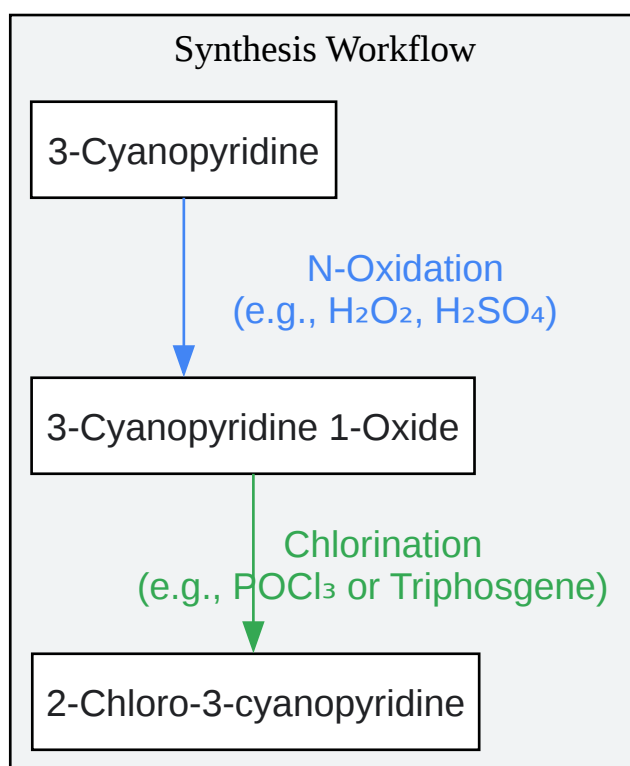 Synthesis Workflow
3-Cyanopyridine
N-Oxidation
(e.g., H₂O₂, H₂SO₄)
3-Cyanopyridine 1-Oxide
Chlorination
(e.g., POCl₃ or Triphosgene)
2-Chloro-3-cyanopyridine